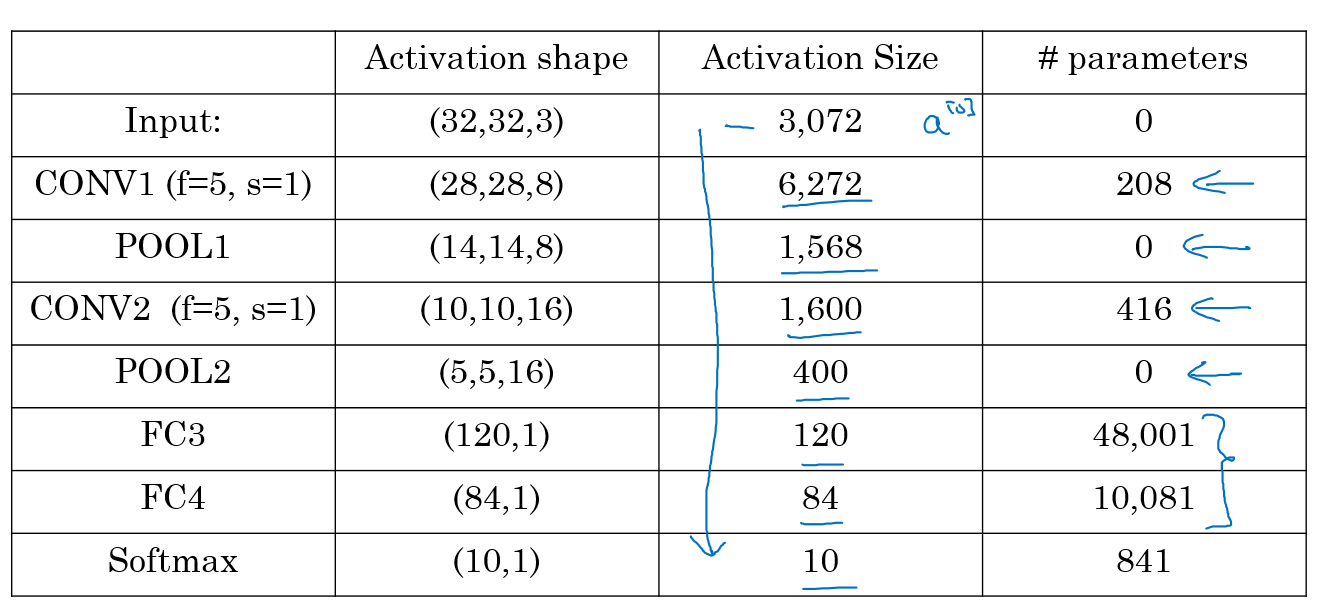 Activation shape Activation Size # parameters
Input: (32,32,3) — 3,072 a[0] 0
CONV1 (f=5, s=1) (28,28,8) 6,272 208 ←
POOL1 (14,14,8) 1,568 0 ←
CONV2 (f=5, s=1) (10,10,16) 1,600 416 ←
POOL2 (5,5,16) 400 0 ←
FC3 (120,1) 120 48,001
FC4 (84,1) 84 10,081
Softmax (10,1) 10 841